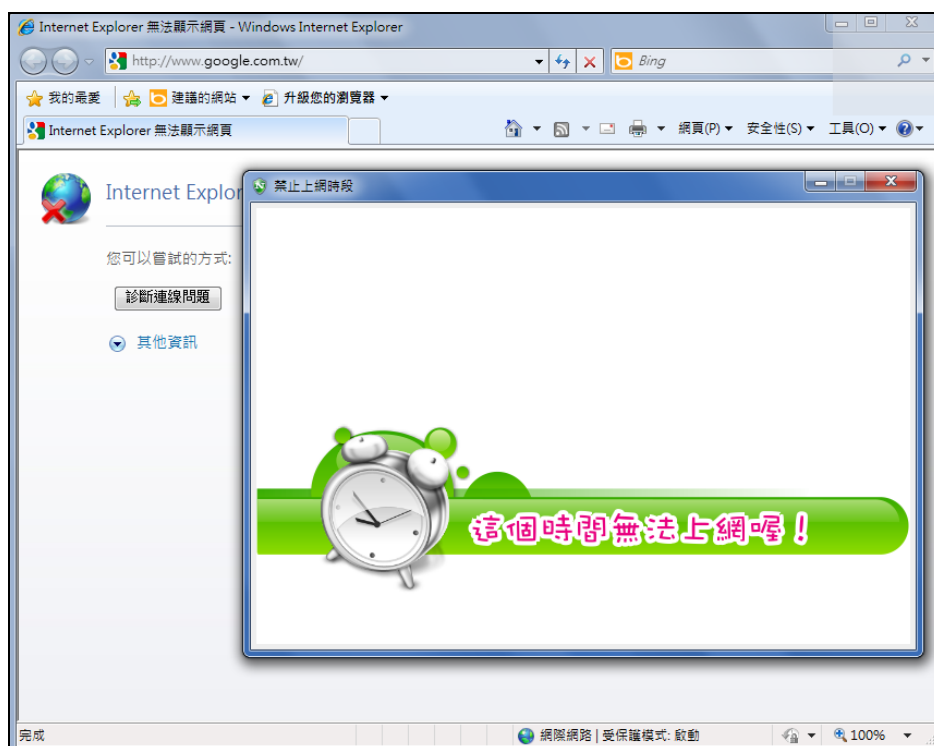 Internet Explorer 無法顯示網頁 - Windows Internet Explorer
http://www.google.com.tw/
Bing
我的最愛
建議的網站
升級您的瀏覽器
Internet Explorer 無法顯示網頁
網頁(P)
安全性(S)
工具(O)
Internet Explor
禁止上網時段
您可以嘗試的方式:
診斷連線問題
其他資訊
這個時間無法上網喔!
完成
網際網路 | 受保護模式: 啟動
100%